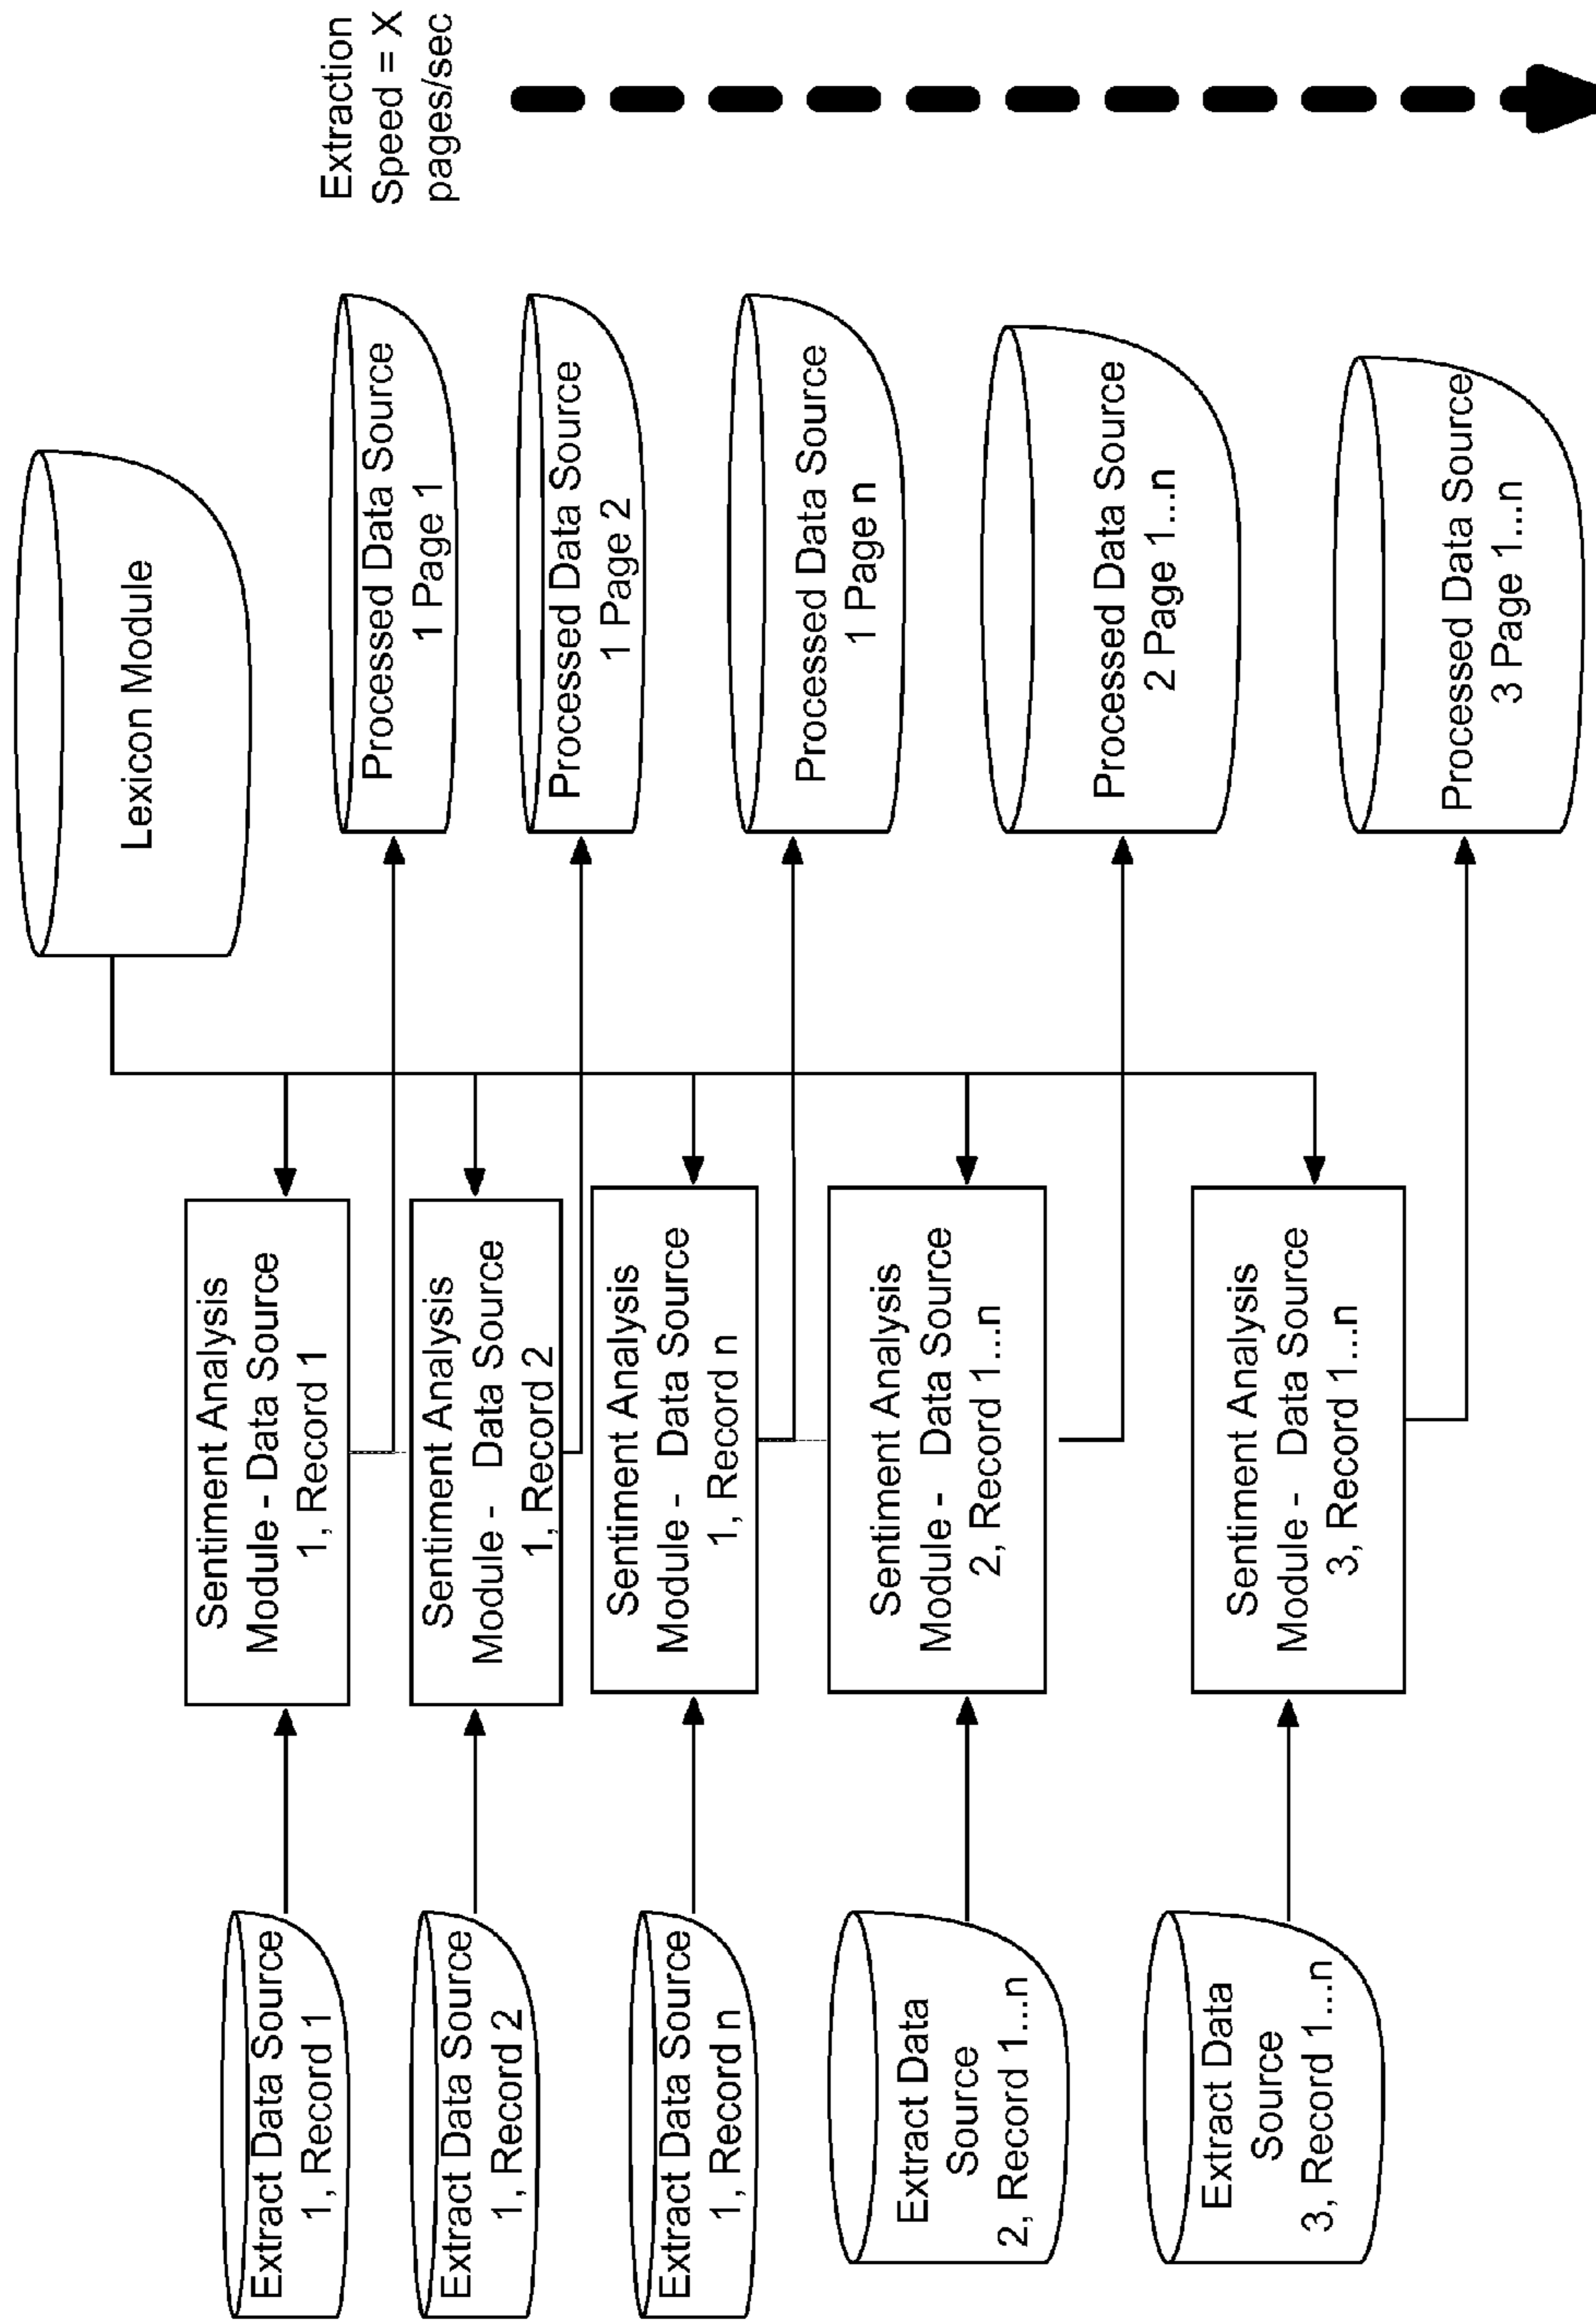 Lexicon Module
Extraction
Speed = X
pages/sec
Extract Data Source
1, Record 1
Sentiment Analysis
Module - Data Source
1, Record 1
Processed Data Source
1 Page 1
Extract Data Source
1, Record 2
Sentiment Analysis
Module - Data Source
1, Record 2
Processed Data Source
1 Page 2
Extract Data Source
1, Record n
Sentiment Analysis
Module - Data Source
1, Record n
Processed Data Source
1 Page n
Extract Data
Source
2, Record 1...n
Sentiment Analysis
Module - Data Source
2, Record 1...n
Processed Data Source
2 Page 1...n
Extract Data
Source
3, Record 1...n
Sentiment Analysis
Module - Data Source
3, Record 1...n
Processed Data Source
3 Page 1...n